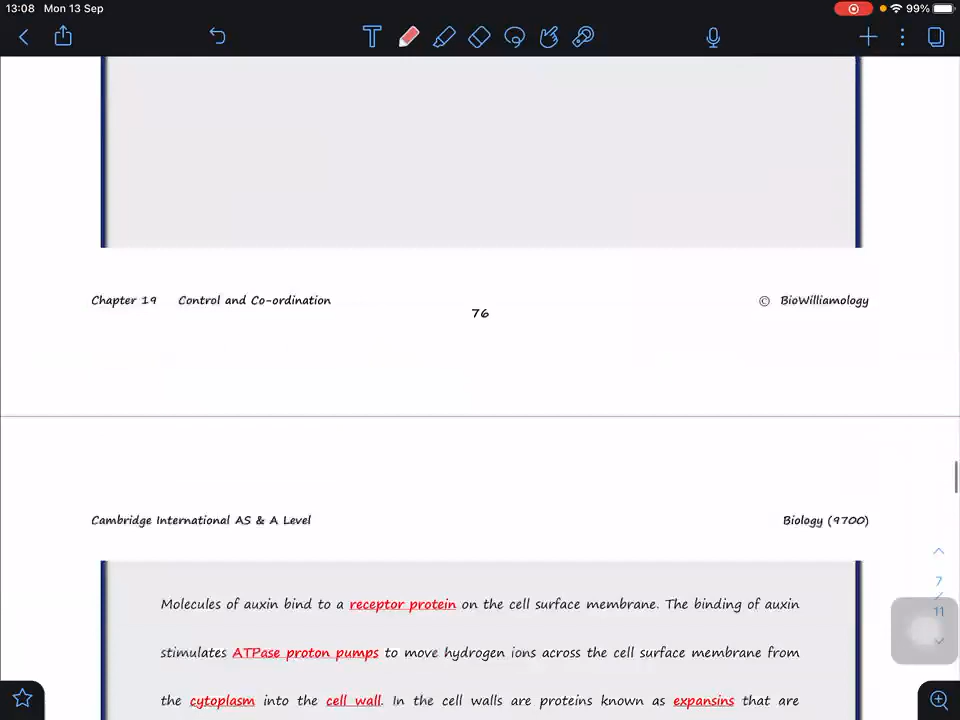 13:08 Mon 13 Sep 99%
T
Chapter 19 Control and Co-ordination © BioWilliamology
76
Cambridge International AS & A Level Biology (9700)
7
/
11
Molecules of auxin bind to a receptor protein on the cell surface membrane. The binding of auxin
stimulates ATPase proton pumps to move hydrogen ions across the cell surface membrane from
the cytoplasm into the cell wall. In the cell walls are proteins known as expansins that are